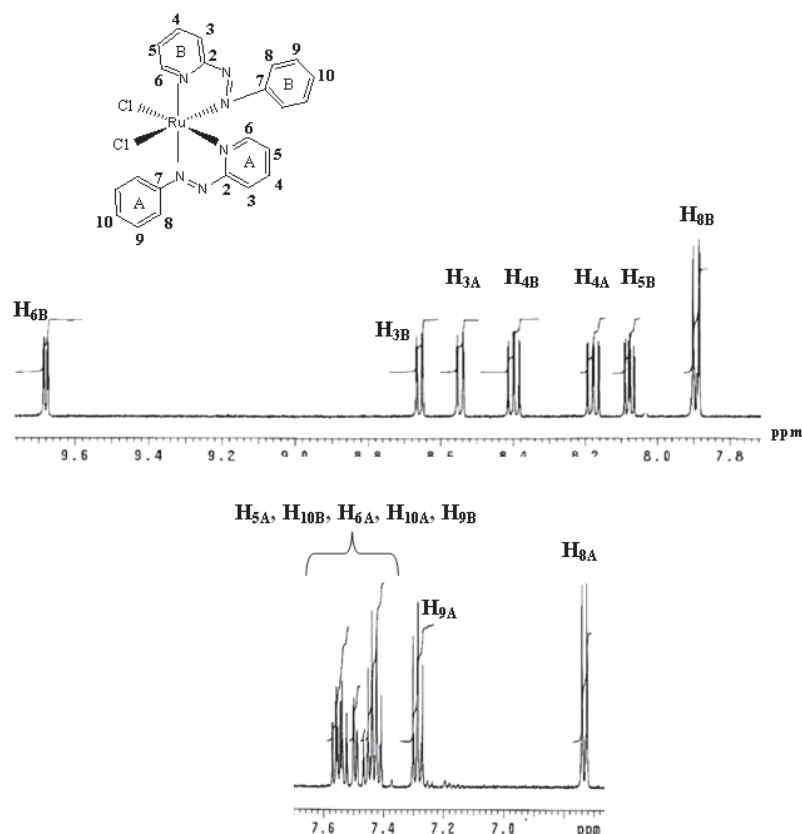 4
3
5
B
2
8
9
6
N
N
7
B
10
N
N
Cl
Ru
Cl
N
6
A
5
7
N
N
2
4
A
3
10
8
9
H8B
H3A
H4B
H4A
H5B
H6B
H3B
9.6
9.4
9.2
8.0
7.8
ppm
H5A, H10B, H6A, H10A, H9B
H8A
H9A
7.6
7.4
7.2
7.0
ppm